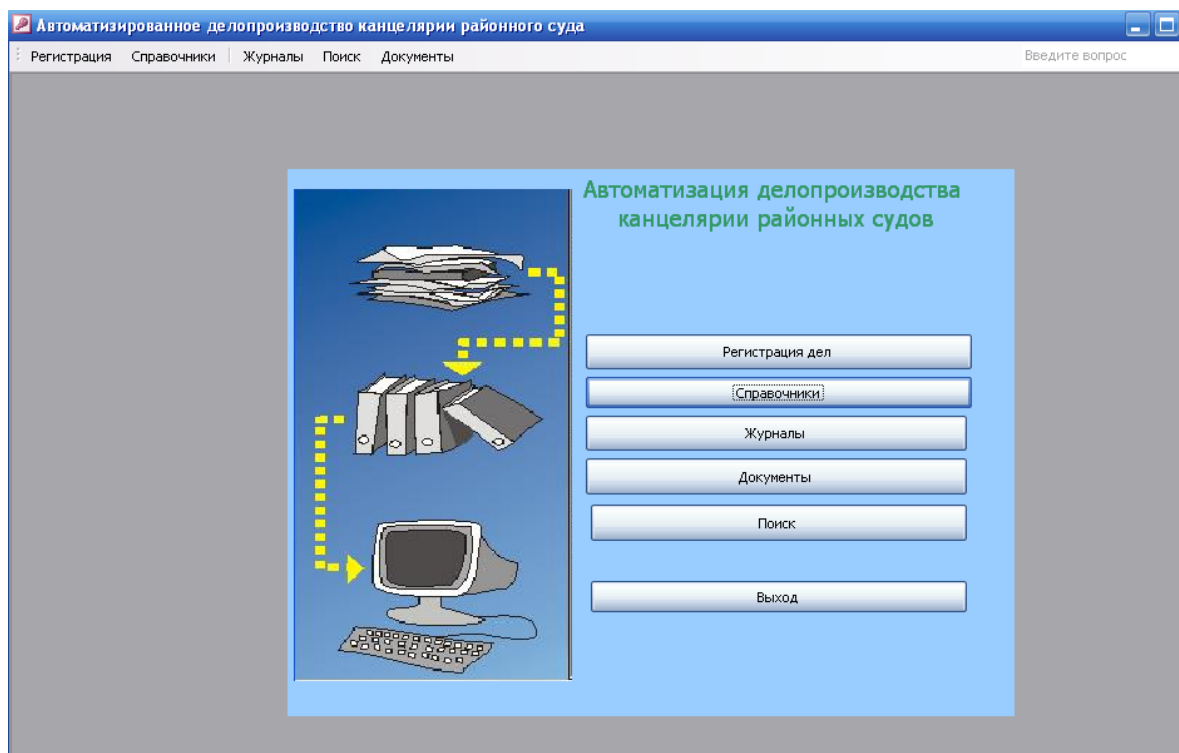 Автоматизированное делопроизводство канцелярии районного суда
Регистрация Справочники Журналы Поиск Документы Введите вопрос
Автоматизация делопроизводства
канцелярии районных судов
Регистрация дел
Справочники
Журналы
Документы
Поиск
Выход